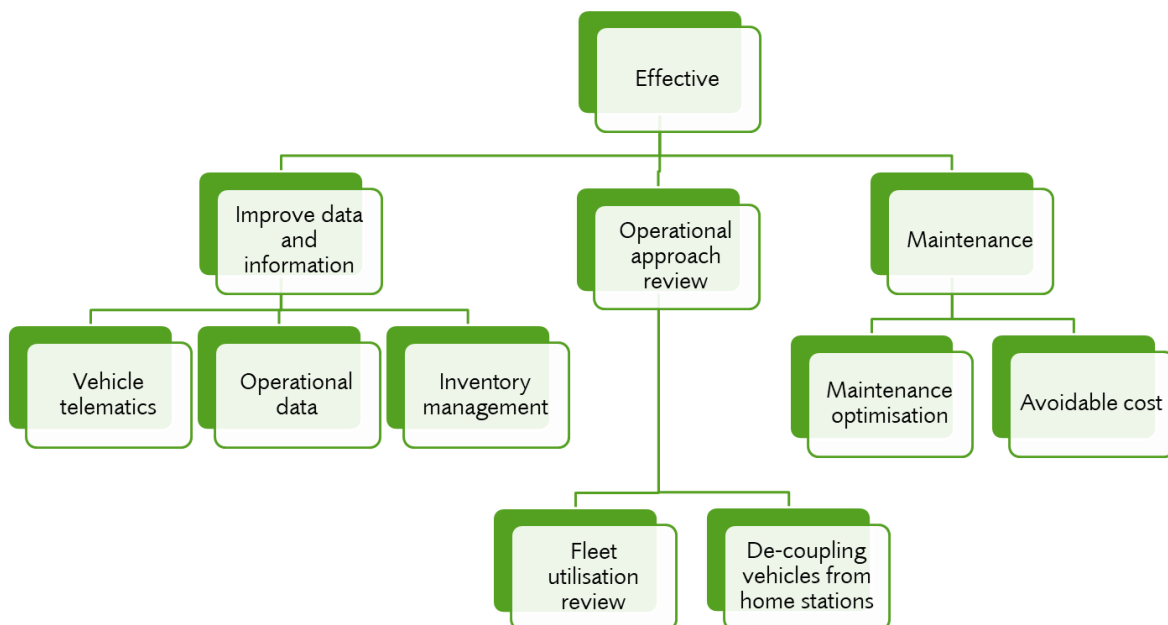 Effective
Improve data
and
information
Operational
approach
review
Maintenance
Vehicle
telematics
Operational
data
Inventory
management
Maintenance
optimisation
Avoidable cost
Fleet
utilisation
review
De-coupling
vehicles from
home stations